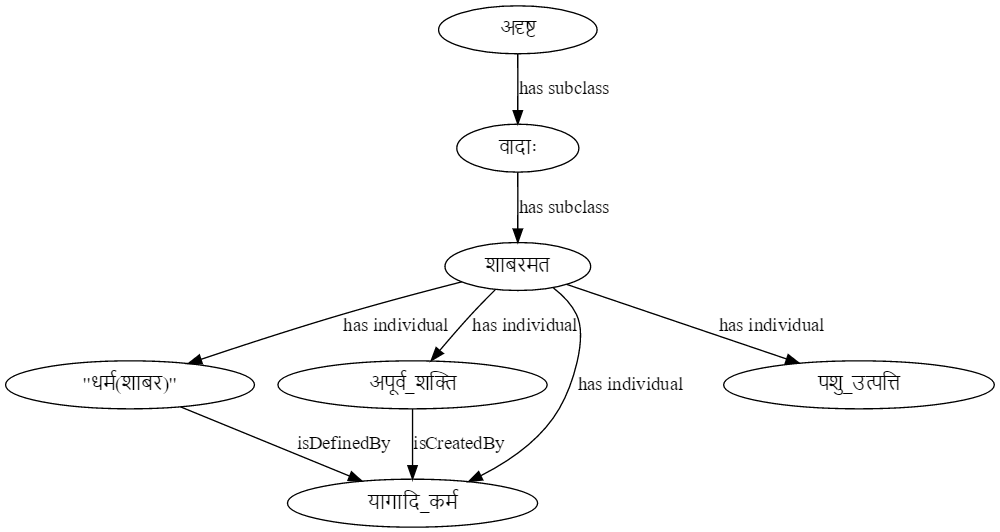 अदृष्ट
has subclass
वादाः
has subclass
शाबरमत
has individual
has individual
has individual
has individual
"धर्म(शाबर)"
अपूर्व_शक्ति
पशु_उत्पत्ति
isDefinedBy
isCreatedBy
यागादि_कर्म